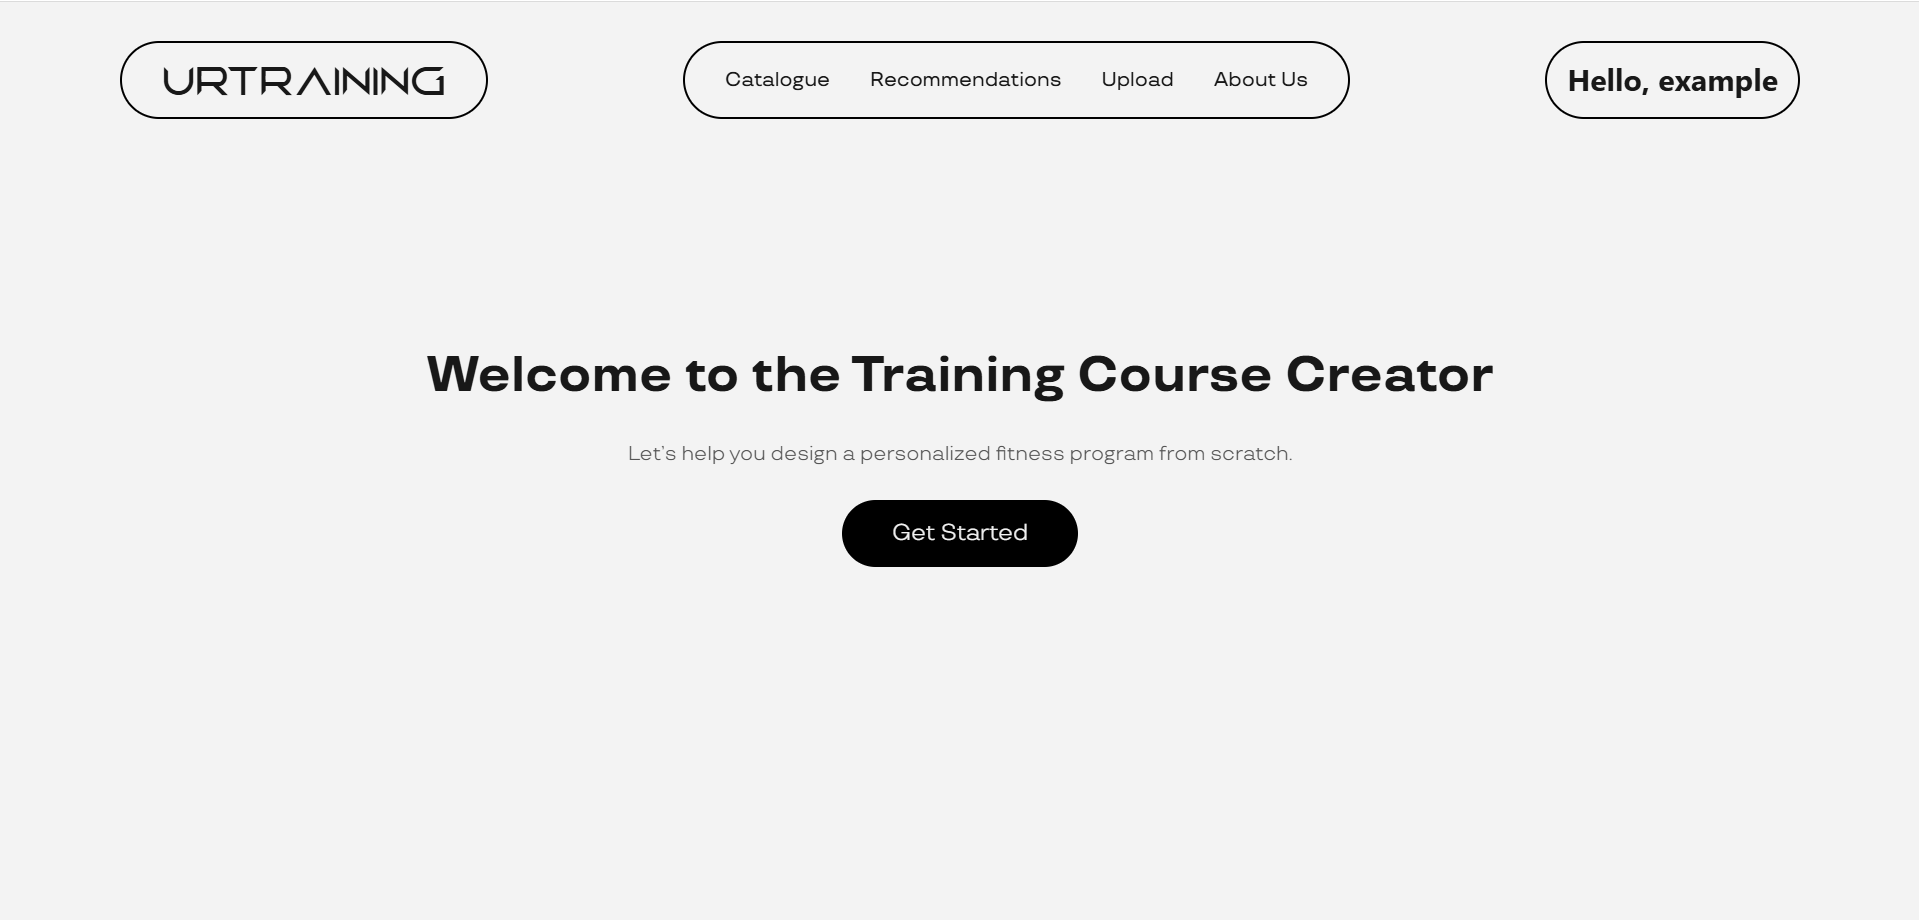 URTRAINING
Catalogue Recommendations Upload About Us
Hello, example
Welcome to the Training Course Creator
Let's help you design a personalized fitness program from scratch.
Get Started